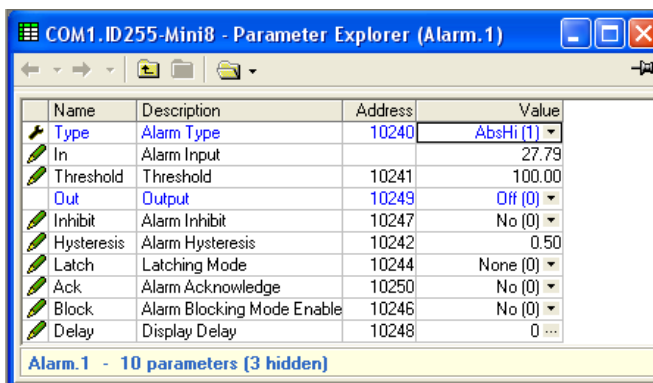 COM1.ID255-Mini8 - Parameter Explorer (Alarm.1)
Name Description Address Value
Type Alarm Type 10240 AbsHi (1)
In Alarm Input 27.79
Threshold Threshold 10241 100.00
Out Output 10249 Off (0)
Inhibit Alarm Inhibit 10247 No (0)
Hysteresis Alarm Hysteresis 10242 0.50
Latch Latching Mode 10244 None (0)
Ack Alarm Acknowledge 10250 No (0)
Block Alarm Blocking Mode Enable 10246 No (0)
Delay Display Delay 10248 0 ...
Alarm.1 - 10 parameters (3 hidden)